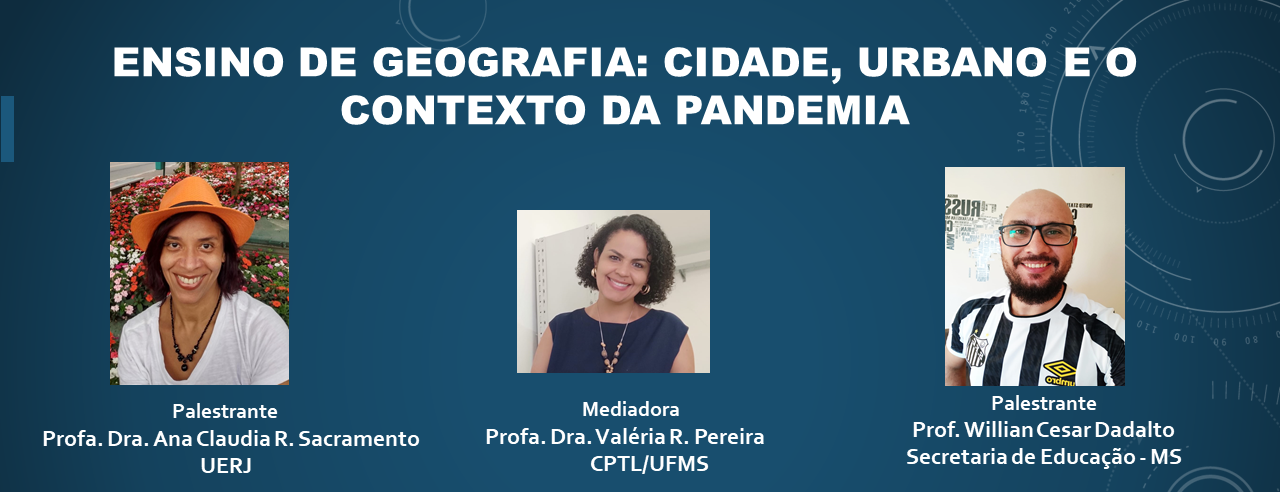 ENSINO DE GEOGRAFIA: CIDADE, URBANO E O
CONTEXTO DA PANDEMIA
Palestrante
Profa. Dra. Ana Claudia R. Sacramento
UERJ
Mediadora
Profa. Dra. Valéria R. Pereira
CPTL/UFMS
Palestrante
Prof. Willian Cesar Dadalto
Secretaria de Educação - MS